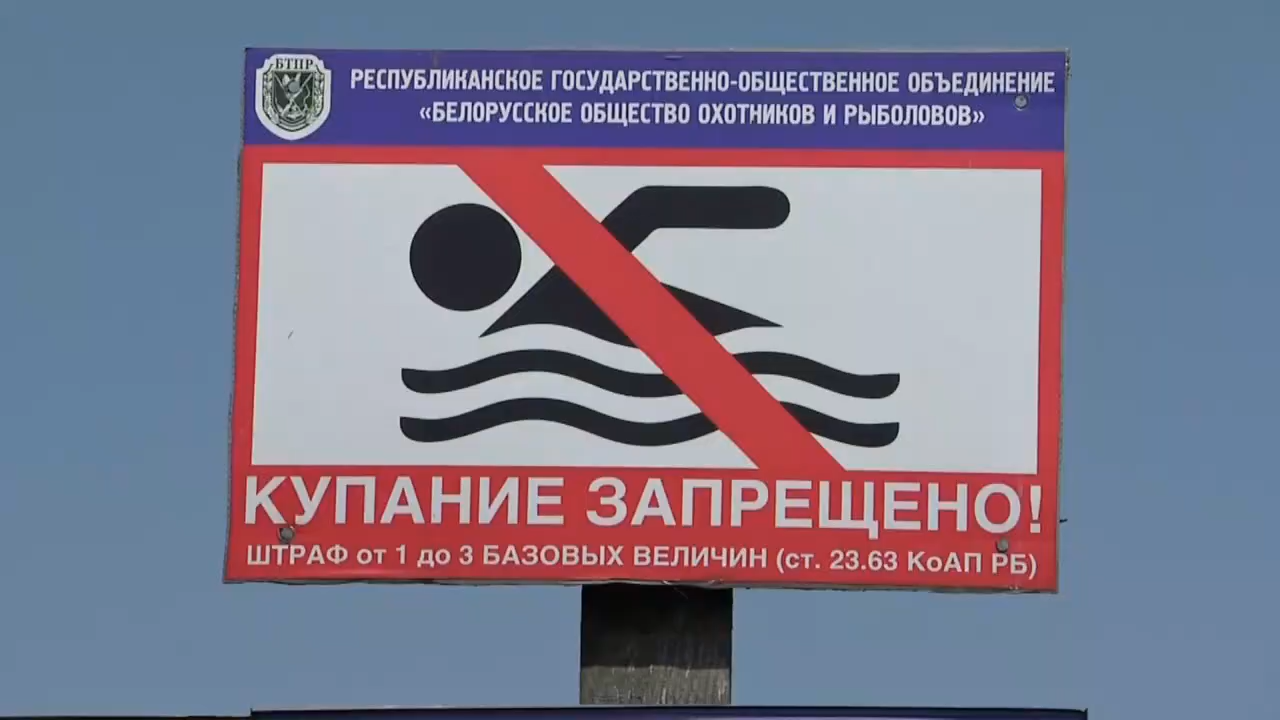 БТПР
РЕСПУБЛИКАНСКОЕ ГОСУДАРСТВЕННО-ОБЩЕСТВЕННОЕ ОБЪЕДИНЕНИЕ
«БЕЛОРУССКОЕ ОБЩЕСТВО ОХОТНИКОВ И РЫБОЛОВОВ»
КУПАНИЕ ЗАПРЕЩЕНО!
ШТРАФ от 1 до 3 БАЗОВЫХ ВЕЛИЧИН (ст. 23.63 КоАП РБ)